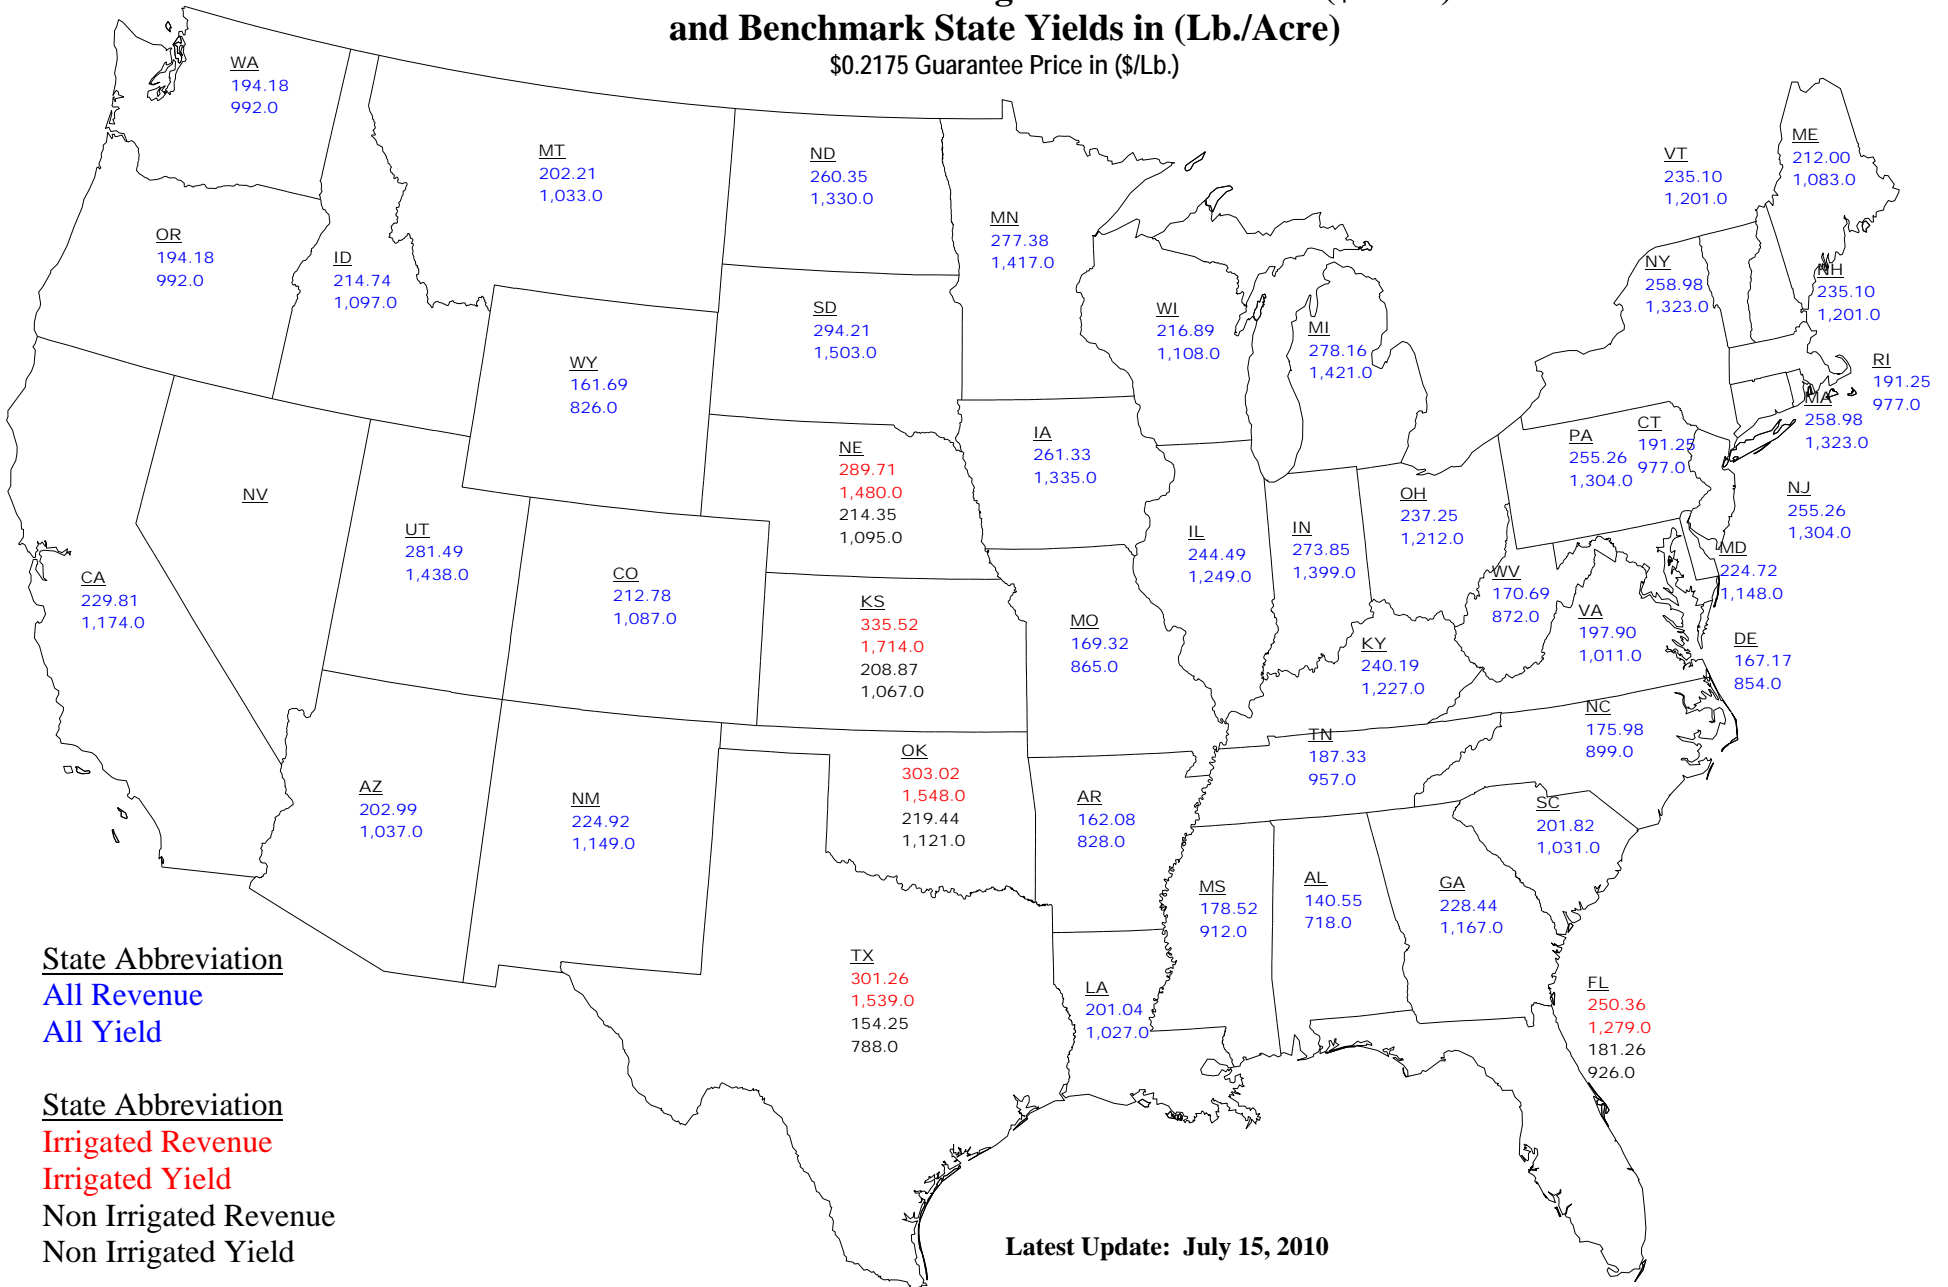 and Benchmark State Yields in (Lb./Acre)
$0.2175 Guarantee Price in ($/Lb.)
WA
194.18
992.0
MT
202.21
1,033.0
ND
260.35
1,330.0
MN
277.38
1,417.0
VT
235.10
1,201.0
ME
212.00
1,083.0
OR
194.18
992.0
ID
214.74
1,097.0
SD
294.21
1,503.0
WI
216.89
1,108.0
MI
278.16
1,421.0
NY
258.98
1,323.0
NH
235.10
1,201.0
WY
161.69
826.0
RI
191.25
977.0
MA
258.98
1,323.0
NE
289.71
1,480.0
214.35
1,095.0
IA
261.33
1,335.0
PA
255.26
1,304.0
CT
191.25
977.0
NJ
255.26
1,304.0
NV
UT
281.49
1,438.0
CO
212.78
1,087.0
CA
229.81
1,174.0
KS
335.52
1,714.0
208.87
1,067.0
MO
169.32
865.0
IL
244.49
1,249.0
IN
273.85
1,399.0
OH
237.25
1,212.0
WV
170.69
872.0
MD
224.72
1,148.0
VA
197.90
1,011.0
DE
167.17
854.0
KY
240.19
1,227.0
NC
175.98
899.0
TN
187.33
957.0
AZ
202.99
1,037.0
NM
224.92
1,149.0
OK
303.02
1,548.0
219.44
1,121.0
AR
162.08
828.0
SC
201.82
1,031.0
MS
178.52
912.0
AL
140.55
718.0
GA
228.44
1,167.0
TX
301.26
1,539.0
154.25
788.0
LA
201.04
1,027.0
FL
250.36
1,279.0
181.26
926.0
State Abbreviation
All Revenue
All Yield
State Abbreviation
Irrigated Revenue
Irrigated Yield
Non Irrigated Revenue
Non Irrigated Yield
Latest Update: July 15, 2010